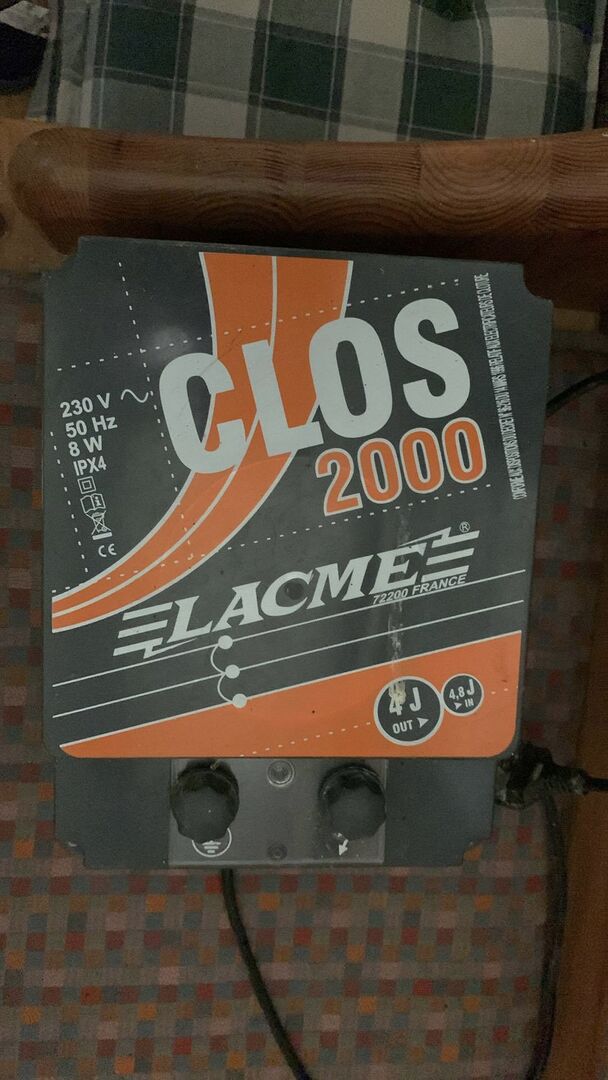 CLOS
2000
230 V ~
50 Hz
8 W
IPX4
CE
LACME®
72200 FRANCE
4 J
OUT
4,8 J
IN